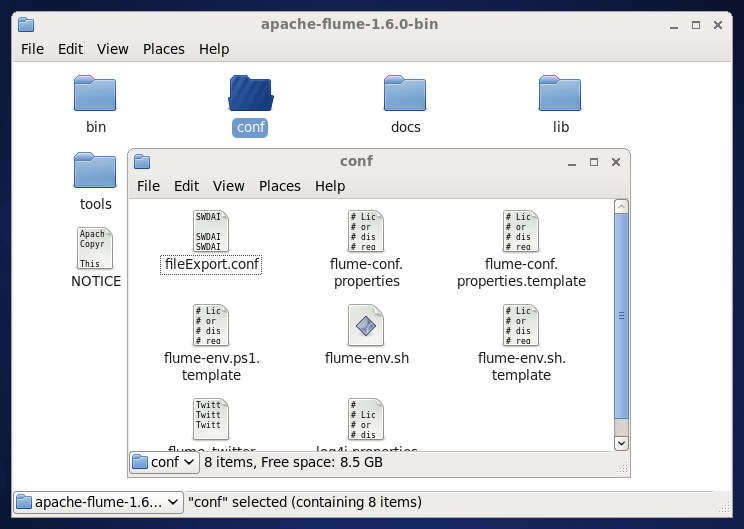 apache-flume-1.6.0-bin
File Edit View Places Help
bin
conf
docs
lib
tools
Apach
Copyr
This
NOTICE
conf
File Edit View Places Help
SWDAI
SWDAI
SWDAI
fileExport.conf
# Lic
# or
# dis
# req
flume-conf.
properties
# Lic
# or
# dis
# req
flume-conf.
properties.template
# Lic
# or
# dis
# req
flume-env.ps1.
template
flume-env.sh
# Lic
# or
# dis
# req
flume-env.sh.
template
Twitt
Twitt
Twitt
flume_twitter
#
# Lic
# or
# dis
log4j.properties
conf
8 items, Free space: 8.5 GB
apache-flume-1.6...
"conf" selected (containing 8 items)